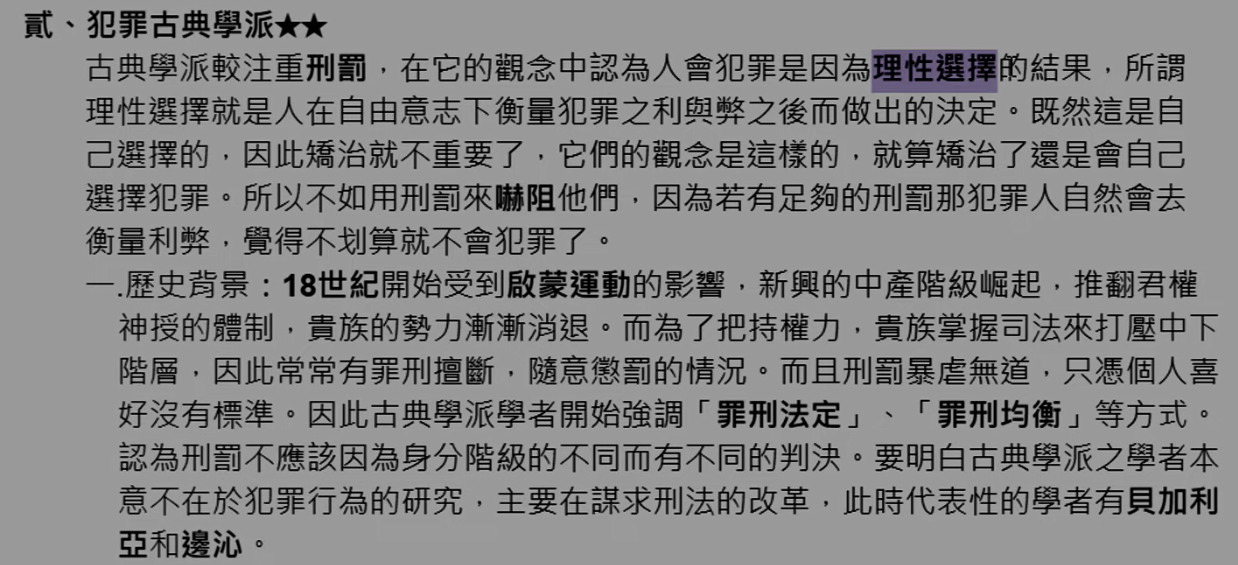 貳、犯罪古典學派★★
古典學派較注重刑罰，在它的觀念中認為人會犯罪是因為理性選擇的結果，所謂
理性選擇就是人在自由意志下衡量犯罪之利與弊之後而做出的決定。既然這是自
己選擇的，因此矯治就不重要了，它們的觀念是這樣的，就算矯治了還是會自己
選擇犯罪。所以不如用刑罰來嚇阻他們，因為若有足夠的刑罰那犯罪人自然會去
衡量利弊，覺得不划算就不會犯罪了。
一.歷史背景：18世紀開始受到啟蒙運動的影響，新興的中產階級崛起，推翻君權
神授的體制，貴族的勢力漸漸消退。而為了把持權力，貴族掌握司法來打壓中下
階層，因此常常有罪刑擅斷，隨意懲罰的情況。而且刑罰暴虐無道，只憑個人喜
好沒有標準。因此古典學派學者開始強調「罪刑法定」、「罪刑均衡」等方式。
認為刑罰不應該因為身分階級的不同而有不同的判決。要明白古典學派之學者本
意不在於犯罪行為的研究，主要在謀求刑法的改革，此時代表性的學者有貝加利
亞和邊沁。